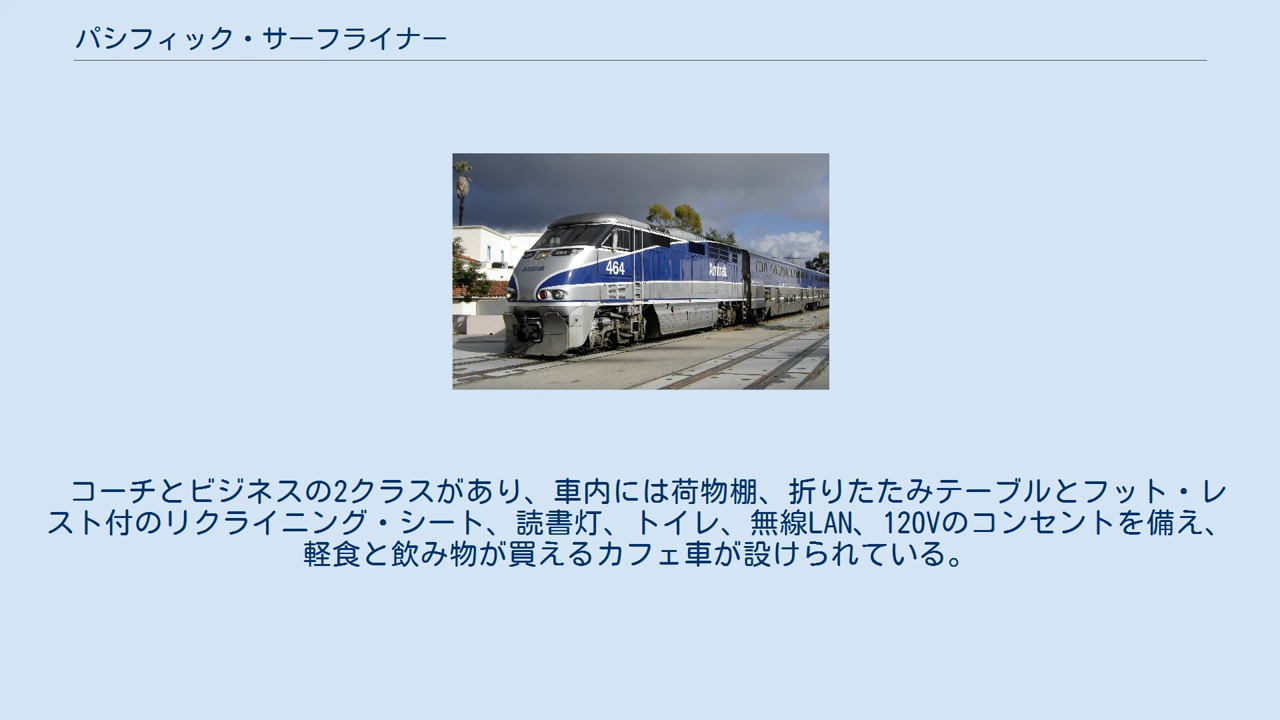 パシフィック・サーフライナー
Amtrak
464
Amtrak
コーチとビジネスの2クラスがあり、車内には荷物棚、折りたたみテーブルとフット・レ
スト付のリクライニング・シート、読書灯、トイレ、無線LAN、120Vのコンセントを備え、
軽食と飲み物が買えるカフェ車が設けられている。